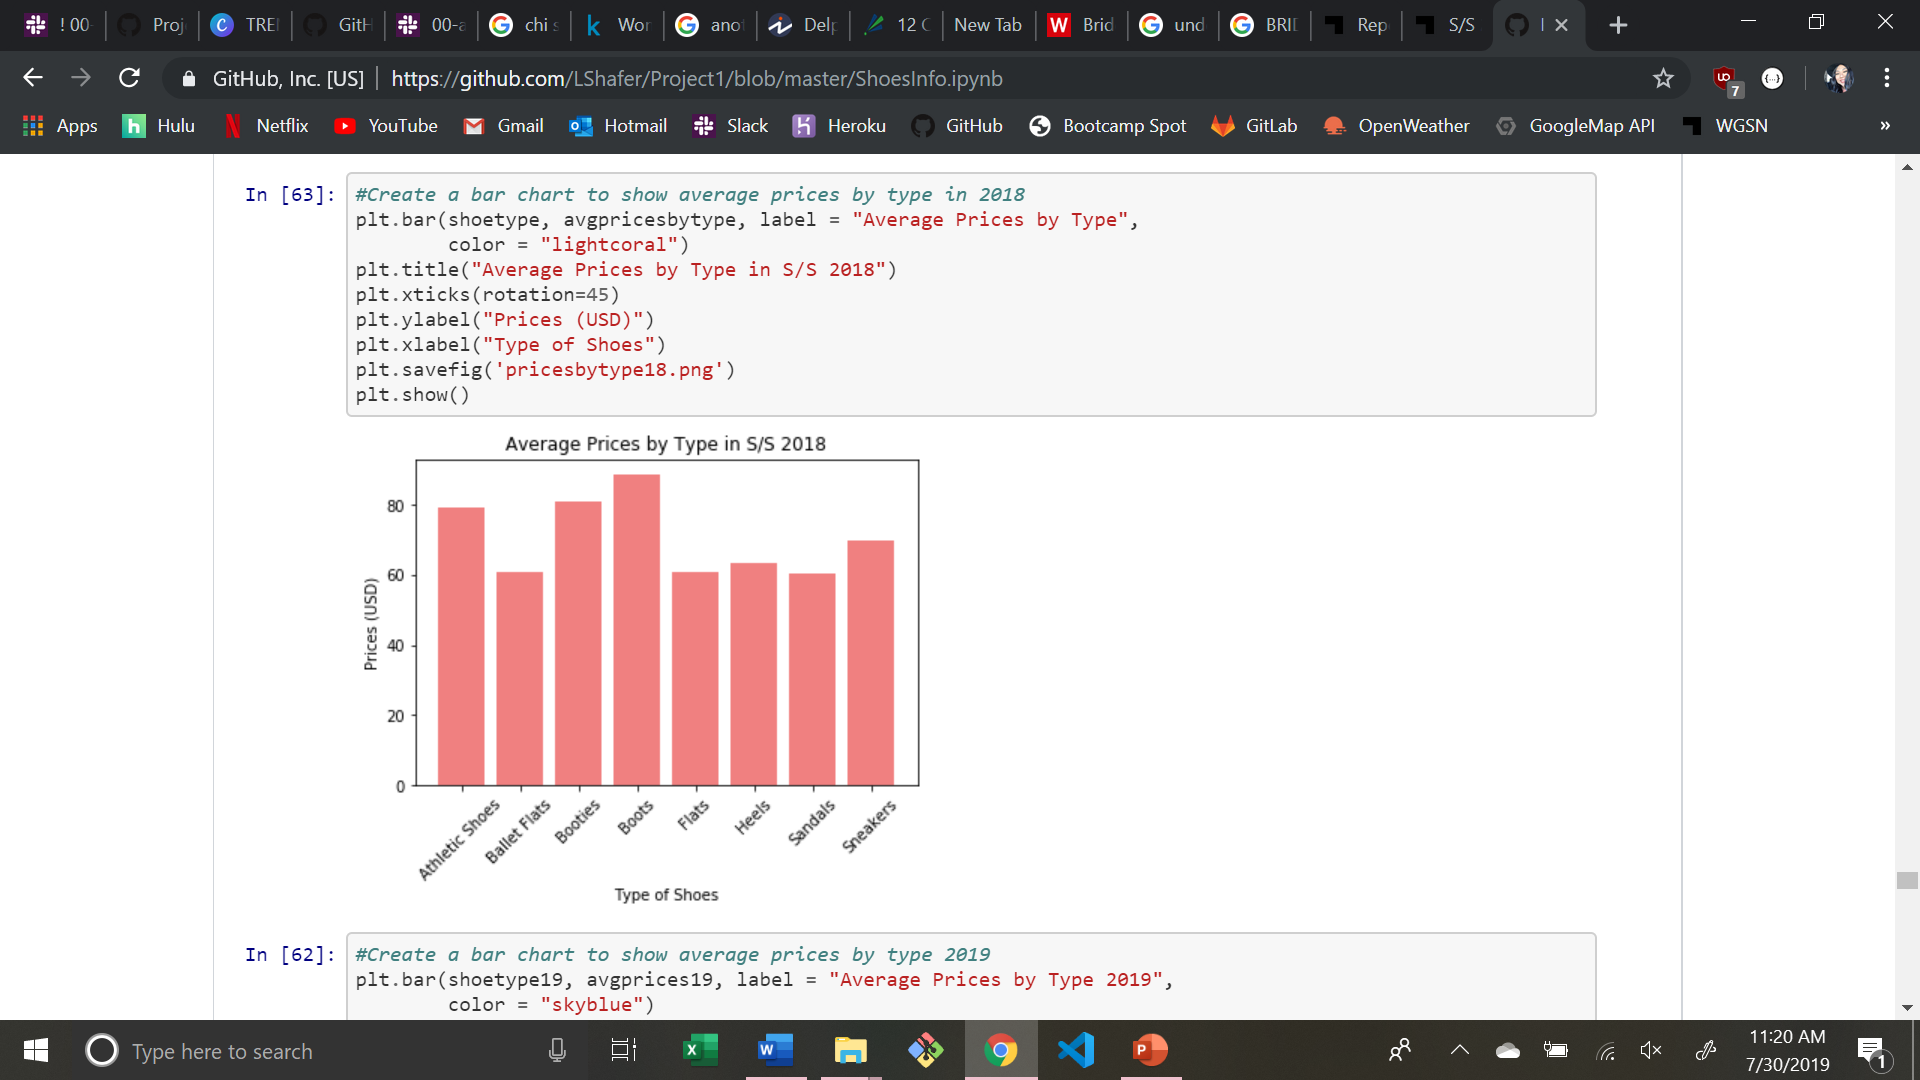 ! 00-
Proj
TREN
GitH
00-a
chi s
Wor
anot
Delp
12 C
New Tab
Brid
und
BRID
Rep
S/S
GitHub, Inc. [US]
https://github.com/LShafer/Project1/blob/master/ShoesInfo.ipynb
7
Apps
Hulu
Netflix
YouTube
Gmail
Hotmail
Slack
Heroku
GitHub
Bootcamp Spot
GitLab
OpenWeather
GoogleMap API
WGSN
»
In [63]:
#Create a bar chart to show average prices by type in 2018
plt.bar(shoetype, avgpricesbytype, label = "Average Prices by Type",
color = "lightcoral")
plt.title("Average Prices by Type in S/S 2018")
plt.xticks(rotation=45)
plt.ylabel("Prices (USD)")
plt.xlabel("Type of Shoes")
plt.savefig('pricesbytype18.png')
plt.show()
Average Prices by Type in S/S 2018
80
60
40
20
0
Prices (USD)
Athletic Shoes
Ballet Flats
Booties
Boots
Flats
Heels
Sandals
Sneakers
Type of Shoes
In [62]:
#Create a bar chart to show average prices by type 2019
plt.bar(shoetype19, avgprices19, label = "Average Prices by Type 2019",
color = "skyblue")
Type here to search
11:20 AM
7/30/2019
1